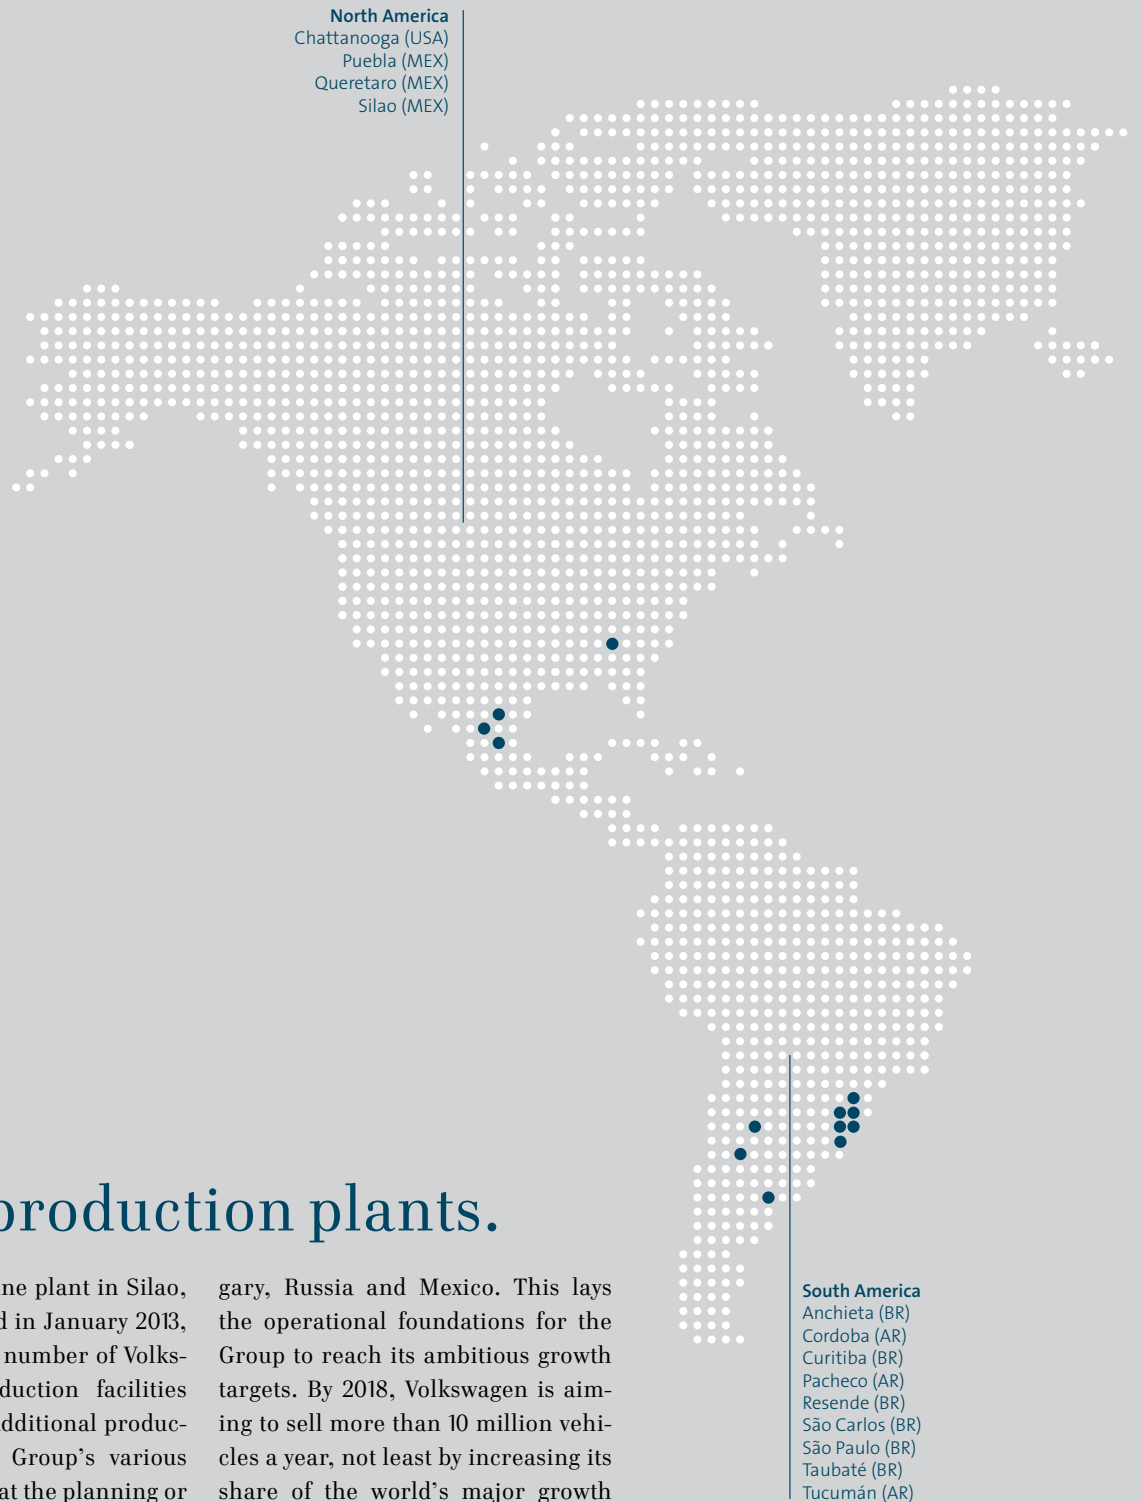 North America
Chattanooga (USA)
Puebla (MEX)
Queretaro (MEX)
Silao (MEX)
production plants.
ne plant in Silao,
d in January 2013,
number of Volks-
duction facilities
dditional produc-
Group's various
at the planning or
gary, Russia and Mexico. This lays
the operational foundations for the
Group to reach its ambitious growth
targets. By 2018, Volkswagen is aim-
ing to sell more than 10 million vehi-
cles a year, not least by increasing its
share of the world's major growth
South America
Anchieta (BR)
Cordoba (AR)
Curitiba (BR)
Pacheco (AR)
Resende (BR)
São Carlos (BR)
São Paulo (BR)
Taubaté (BR)
Tucumán (AR)